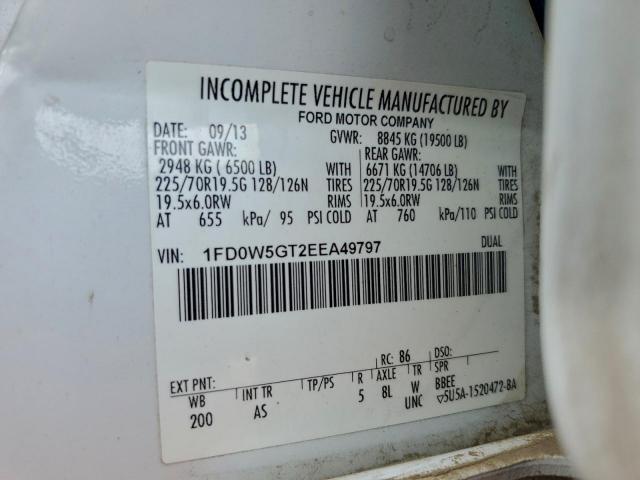 INCOMPLETE VEHICLE MANUFACTURED BY
FORD MOTOR COMPANY
DATE: 09/13 GVWR: 8845 KG (19500 LB)
FRONT GAWR: REAR GAWR:
2948 KG ( 6500 LB) WITH 6671 KG ( 14706 LB) WITH
225/70R19.5G 128/126N TIRES 225/70R19.5G 128/126N TIRES
19.5x6.0RW RIMS 19.5x6.0RW RIMS
AT 655 kPa/ 95 PSI COLD AT 760 kPa/110 PSI COLD
VIN: 1FD0W5GT2EEA49797 DUAL
RC: 86 DSO:
EXT PNT:
WB INT TR TP/PS R AXLE TR SPR
200 AS 5 8L W BBEE
UNC ▽5U5A-1520472-BA